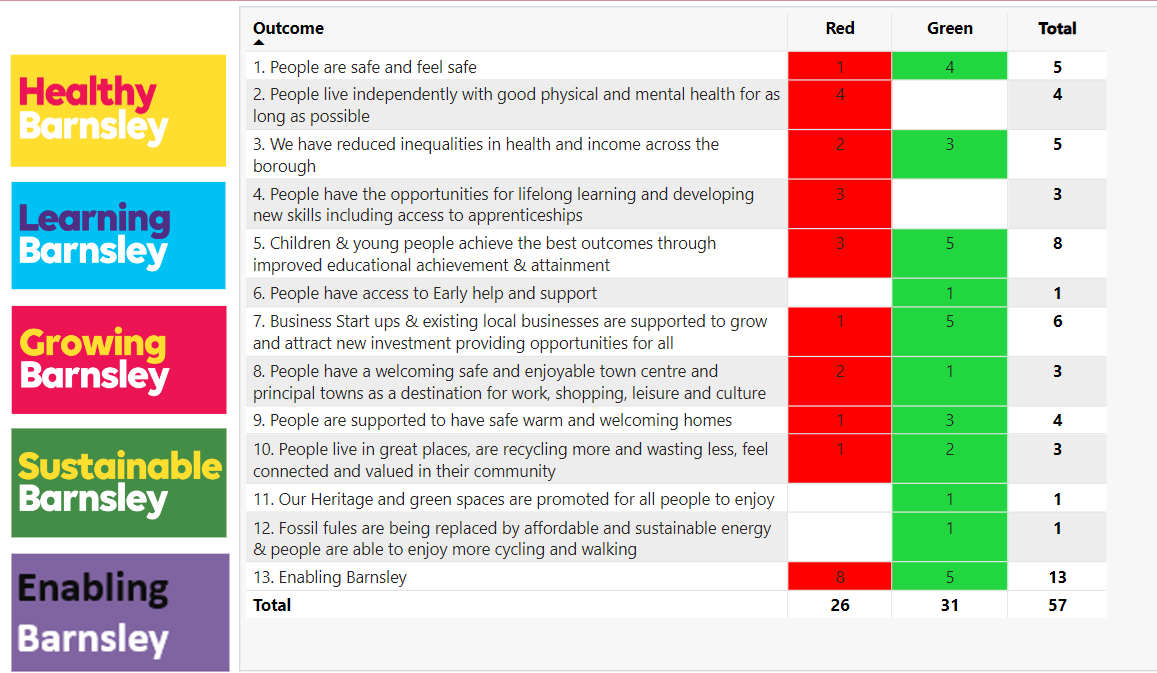 Healthy
Barnsley
Learning
Barnsley
Growing
Barnsley
Sustainable
Barnsley
Enabling
Barnsley
Outcome Red Green Total
1. People are safe and feel safe 1 4 5
2. People live independently with good physical and mental health for as 4 4
long as possible
3. We have reduced inequalities in health and income across the 2 3 5
borough
4. People have the opportunities for lifelong learning and developing 3 3
new skills including access to apprenticeships
5. Children & young people achieve the best outcomes through 3 5 8
improved educational achievement & attainment
6. People have access to Early help and support 1 1
7. Business Start ups & existing local businesses are supported to grow 1 5 6
and attract new investment providing opportunities for all
8. People have a welcoming safe and enjoyable town centre and 2 1 3
principal towns as a destination for work, shopping, leisure and culture
9. People are supported to have safe warm and welcoming homes 1 3 4
10. People live in great places, are recycling more and wasting less, feel 1 2 3
connected and valued in their community
11. Our Heritage and green spaces are promoted for all people to enjoy 1 1
12. Fossil fules are being replaced by affordable and sustainable energy 1 1
& people are able to enjoy more cycling and walking
13. Enabling Barnsley 8 5 13
Total 26 31 57